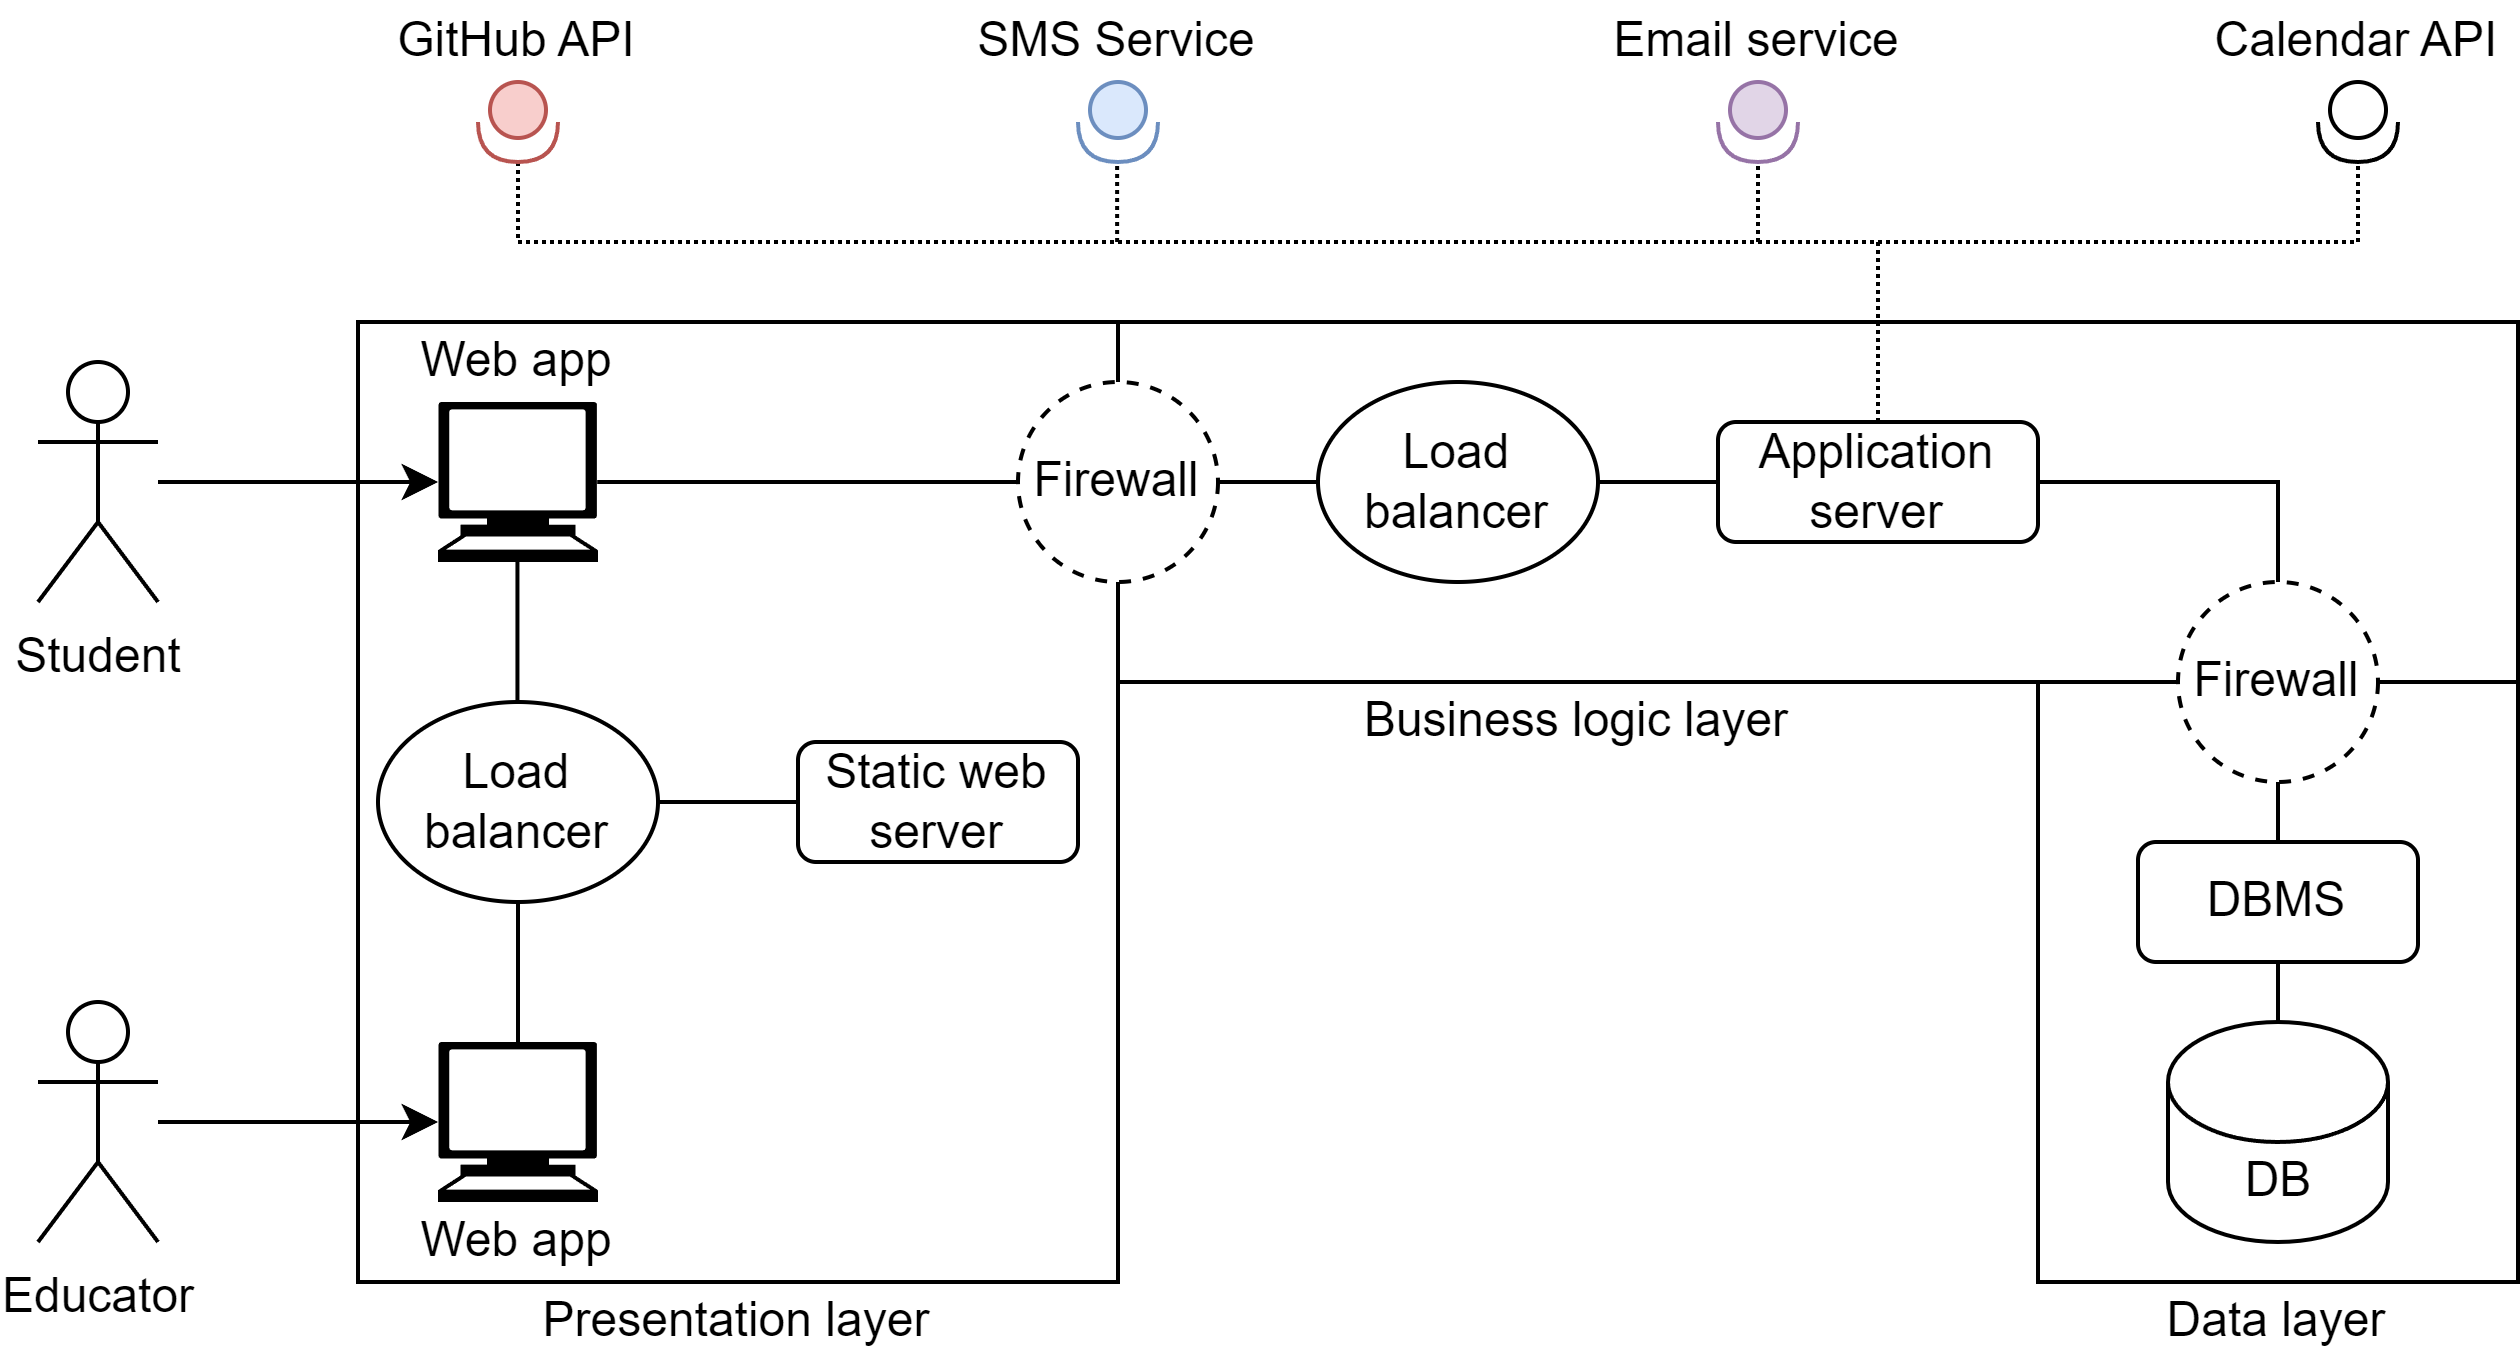 GitHub API
SMS Service
Email service
Calendar API
Web app
Firewall
Load
balancer
Application
server
Student
Firewall
Business logic layer
Load
balancer
Static web
server
DBMS
DB
Web app
Educator
Presentation layer
Data layer